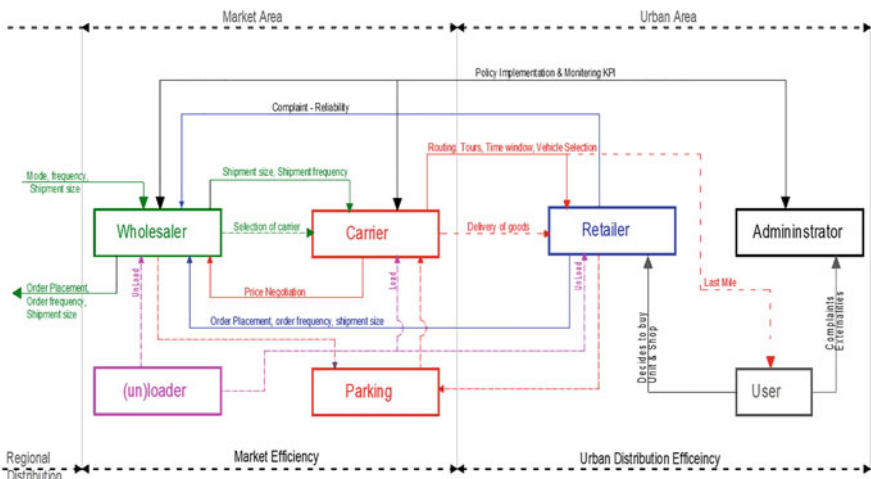 Market Area
Urban Area
Policy Implementation & Monitering KPI
Complaint - Reliability
Routing, Tours, Time window, Vehicle Selection
Mode, frequency,
Shipment size
Shipment size, Shipment frequency
Wholesaler
Selection of carrier
Carrier
Delivery of goods
Retailer
Admininstrator
UnLoad
Load
UnLoad
Price Negotiation
Last Mile
Order Placement,
Order frequency,
Shipment size
Order Placement, order frequency, shipment size
Decides to buy
Unit & Shop
Complaints
Externalities
(un)loader
Parking
User
Regional
Distribution
Market Efficiency
Urban Distribution Efficeincy